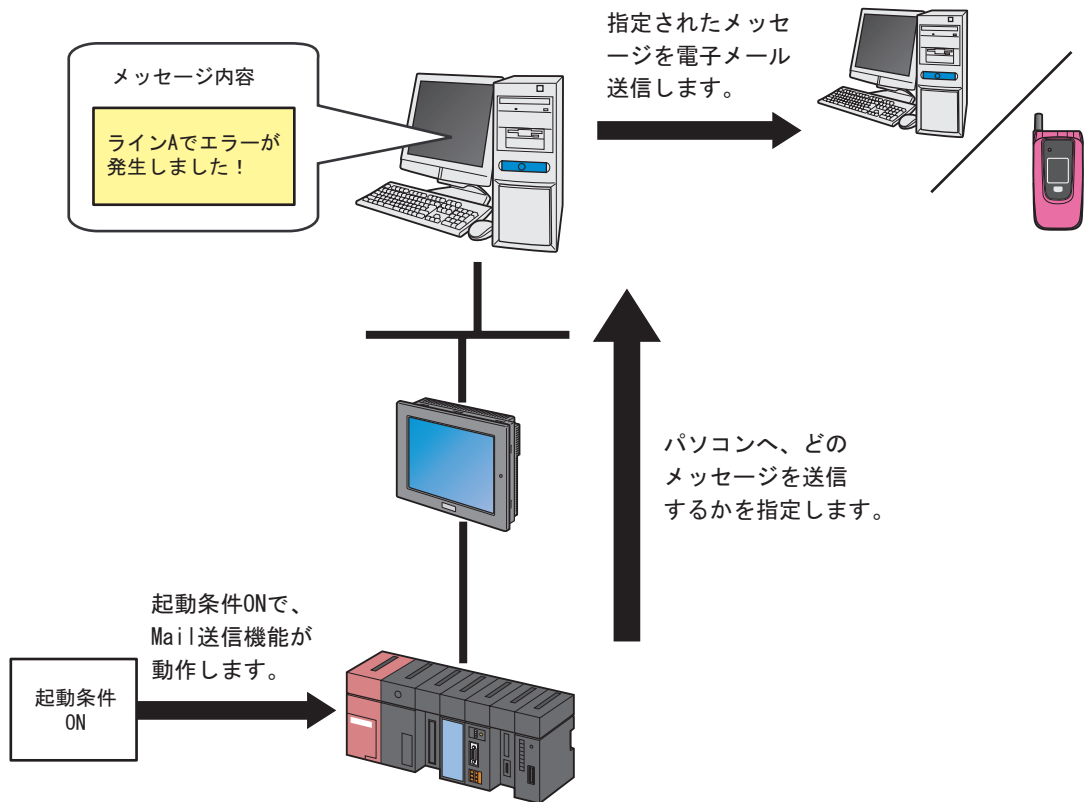 メッセージ内容
ラインAでエラーが
発生しました！
指定されたメッセ
ージを電子メール
送信します。
パソコンへ、どの
メッセージを送信
するかを指定します。
起動条件ONで、
Mail送信機能が
動作します。
起動条件
ON